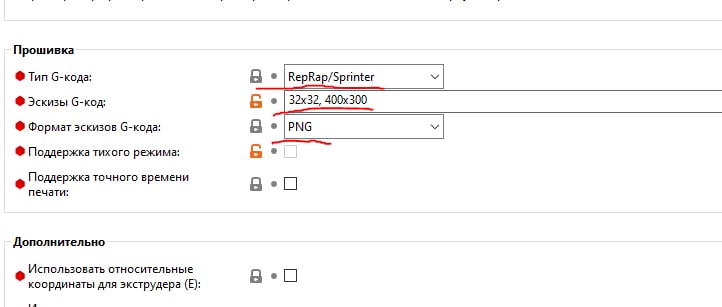 Прошивка
Тип G-кода:
RepRap/Sprinter
Эскизы G-код:
32x32, 400x300
Формат эскизов G-кода:
PNG
Поддержка тихого режима:
Поддержка точного времени
печати:
Дополнительно
Использовать относительные
координаты для экструдера (E):